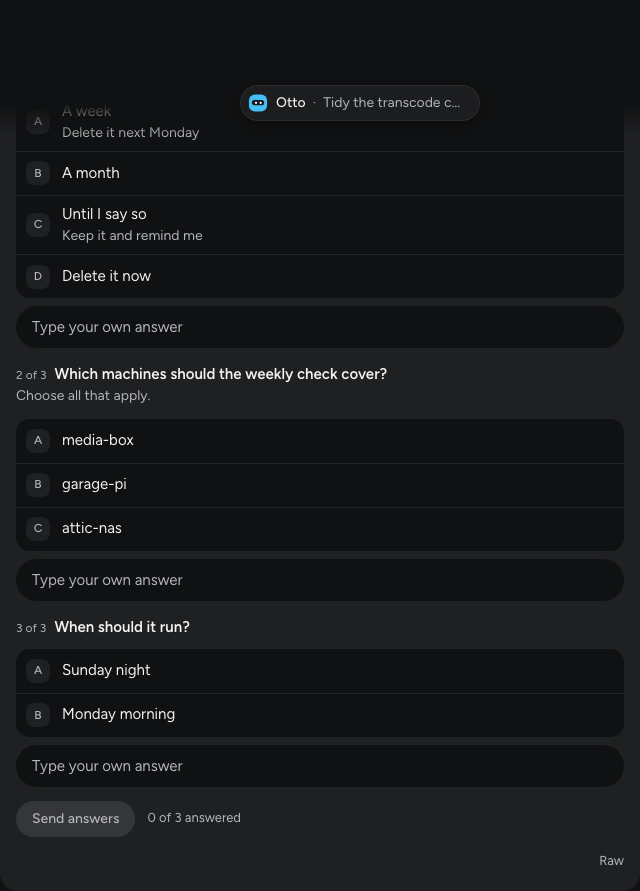 Otto · Tidy the transcode c...
A
A week
Delete it next Monday
B
A month
C
Until I say so
Keep it and remind me
D
Delete it now
Type your own answer
2 of 3 Which machines should the weekly check cover?
Choose all that apply.
A
media-box
B
garage-pi
C
attic-nas
Type your own answer
3 of 3 When should it run?
A
Sunday night
B
Monday morning
Type your own answer
Send answers
0 of 3 answered
Raw